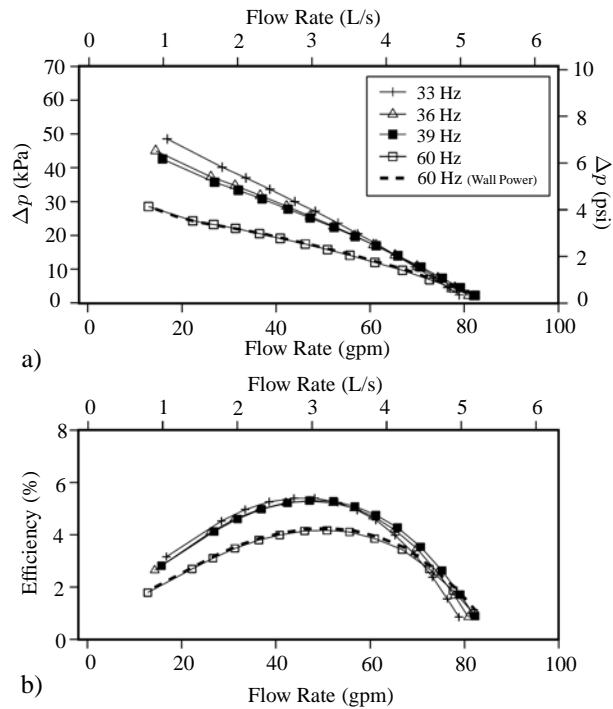 Flow Rate (L/s)
0 1 2 3 4 5 6
70
60
50
40
30
20
10
0
Δp (kPa)
10
8
6
4
2
0
Δp (psi)
33 Hz
36 Hz
39 Hz
60 Hz
60 Hz (Wall Power)
0 20 40 60 80 100
Flow Rate (gpm)
a)
Flow Rate (L/s)
0 1 2 3 4 5 6
8
6
4
2
0
Efficiency (%)
0 20 40 60 80 100
Flow Rate (gpm)
b)